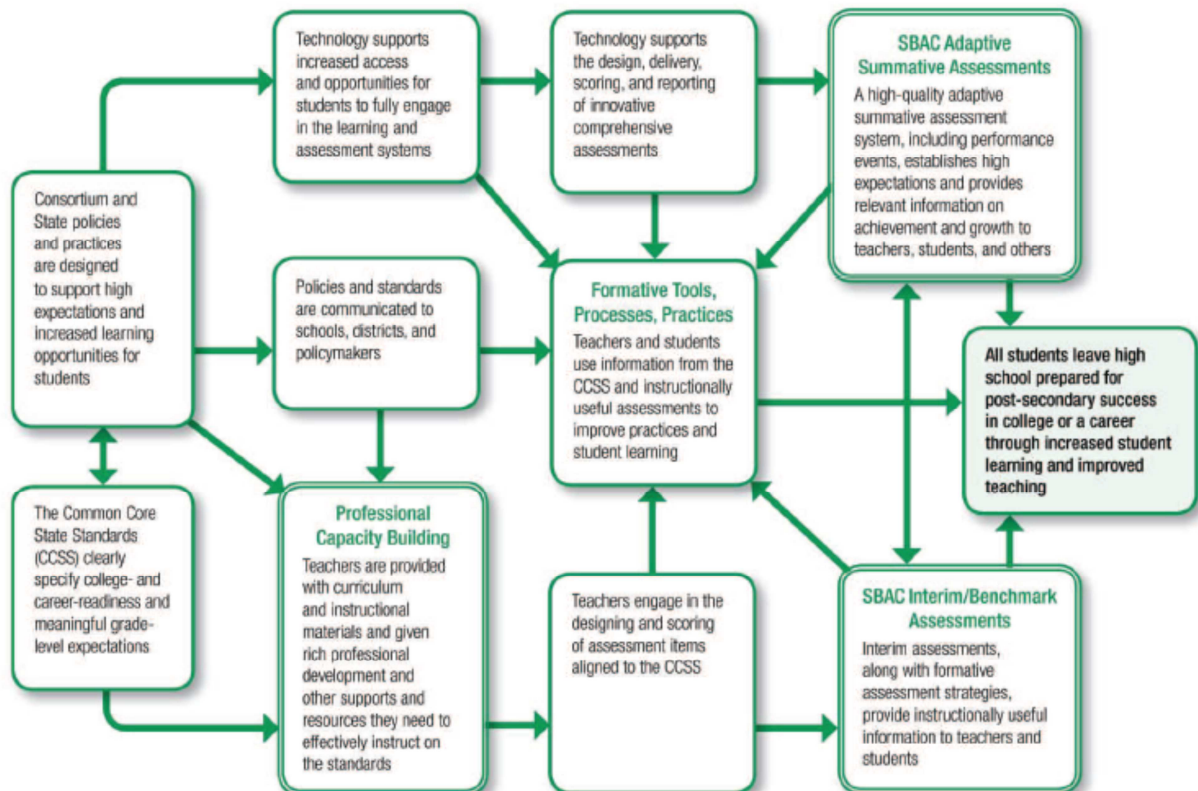 Technology supports
increased access
and opportunities for
students to fully engage
in the learning and
assessment systems
Technology supports
the design, delivery,
scoring, and reporting
of innovative
comprehensive
assessments
SBAC Adaptive
Summative Assessments
A high-quality adaptive
summative assessment
system, including performance
events, establishes high
expectations and provides
relevant information on
achievement and growth to
teachers, students, and others
Consortium and
State policies
and practices
are designed
to support high
expectations and
increased learning
opportunities for
students
Policies and standards
are communicated to
schools, districts, and
policymakers
Formative Tools,
Processes, Practices
Teachers and students
use information from the
CCSS and instructionally
useful assessments to
improve practices and
student learning
All students leave high
school prepared for
post-secondary success
in college or a career
through increased student
learning and improved
teaching
The Common Core
State Standards
(CCSS) clearly
specify college- and
career-readiness and
meaningful grade-
level expectations
Professional
Capacity Building
Teachers are provided
with curriculum
and instructional
materials and given
rich professional
development and
other supports and
resources they need to
effectively instruct on
the standards
Teachers engage in the
designing and scoring
of assessment items
aligned to the CCSS
SBAC Interim/Benchmark
Assessments
Interim assessments,
along with formative
assessment strategies,
provide instructionally useful
information to teachers and
students